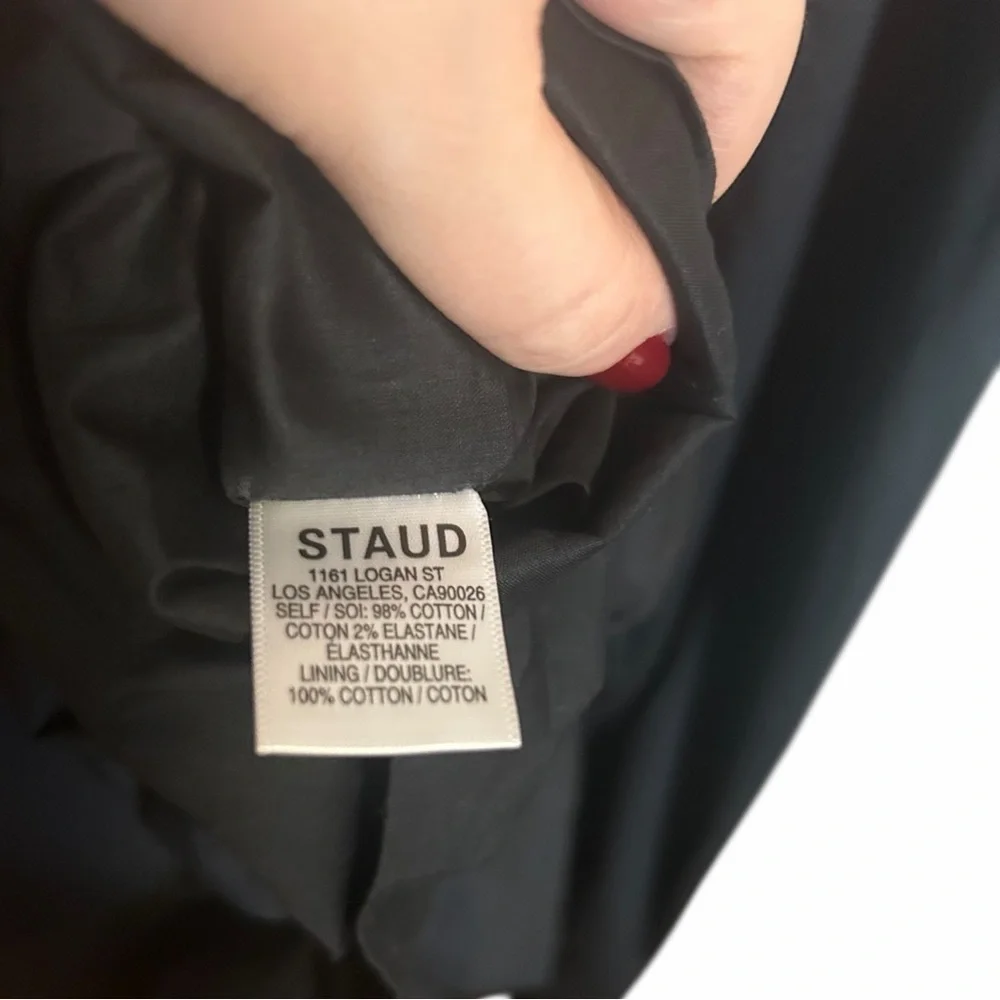 STAUD
1161 LOGAN ST
LOS ANGELES, CA90026
SELF / SOI: 98% COTTON /
COTON 2% ELASTANE /
ÉLASTHANNE
LINING / DOUBLURE:
100% COTTON / COTON